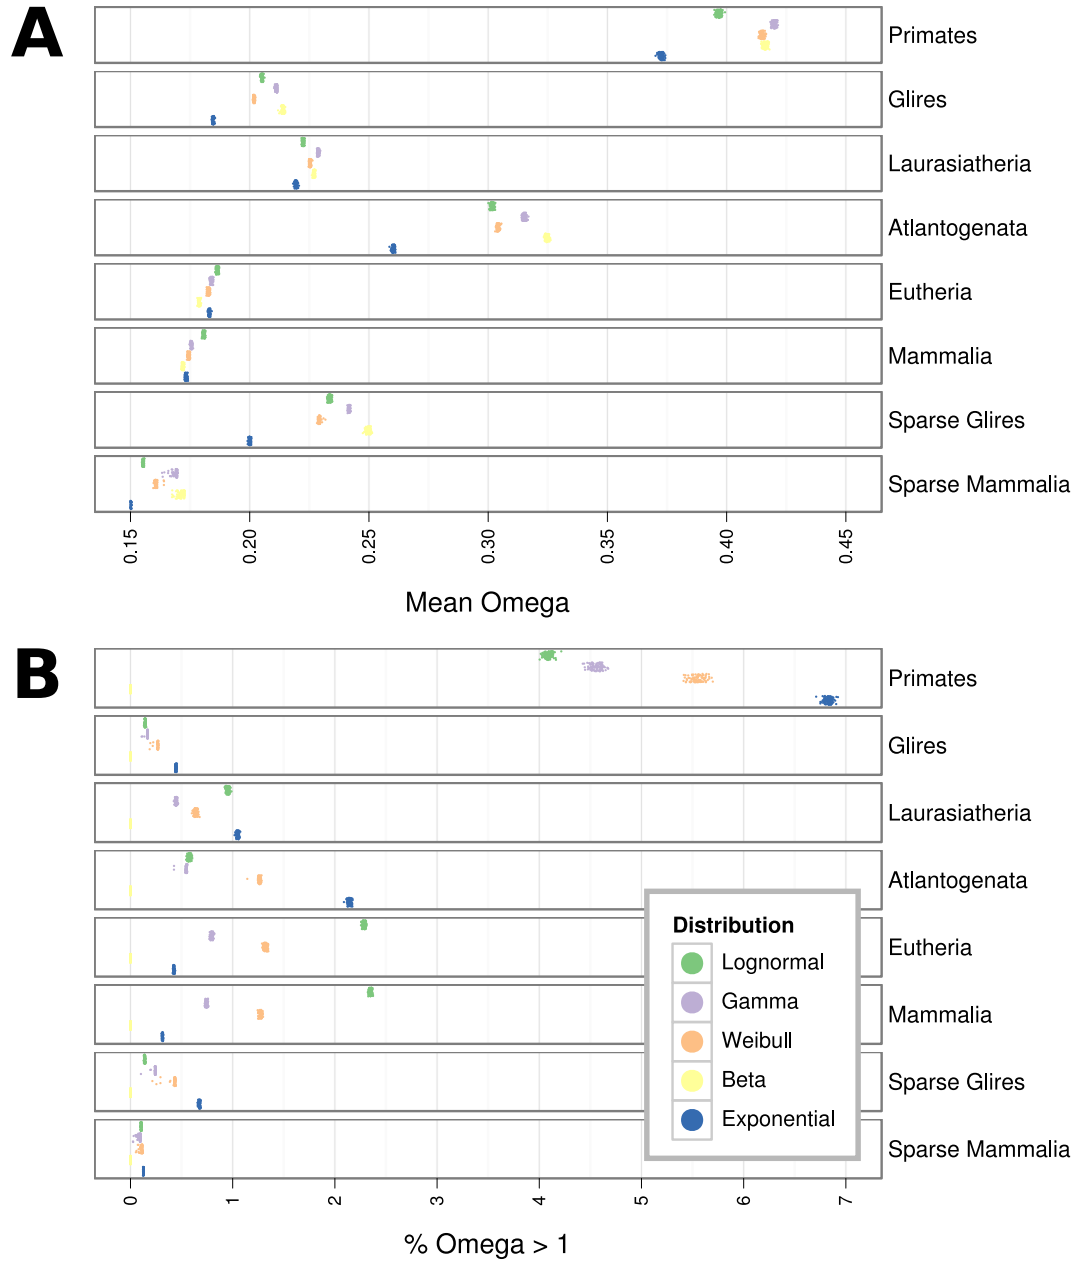 A
Primates
Glires
Laurasiatheria
Atlantogenata
Eutheria
Mammalia
Sparse Glires
Sparse Mammalia
0.15 0.20 0.25 0.30 0.35 0.40 0.45
Mean Omega
B
Primates
Glires
Laurasiatheria
Atlantogenata
Eutheria
Mammalia
Sparse Glires
Sparse Mammalia
Distribution
Lognormal
Gamma
Weibull
Beta
Exponential
0 1 2 3 4 5 6 7
% Omega > 1